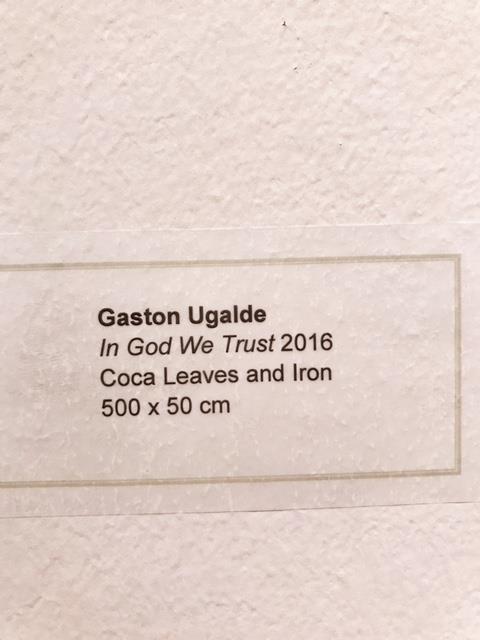 Gaston Ugalde
In God We Trust 2016
Coca Leaves and Iron
500 x 50 cm